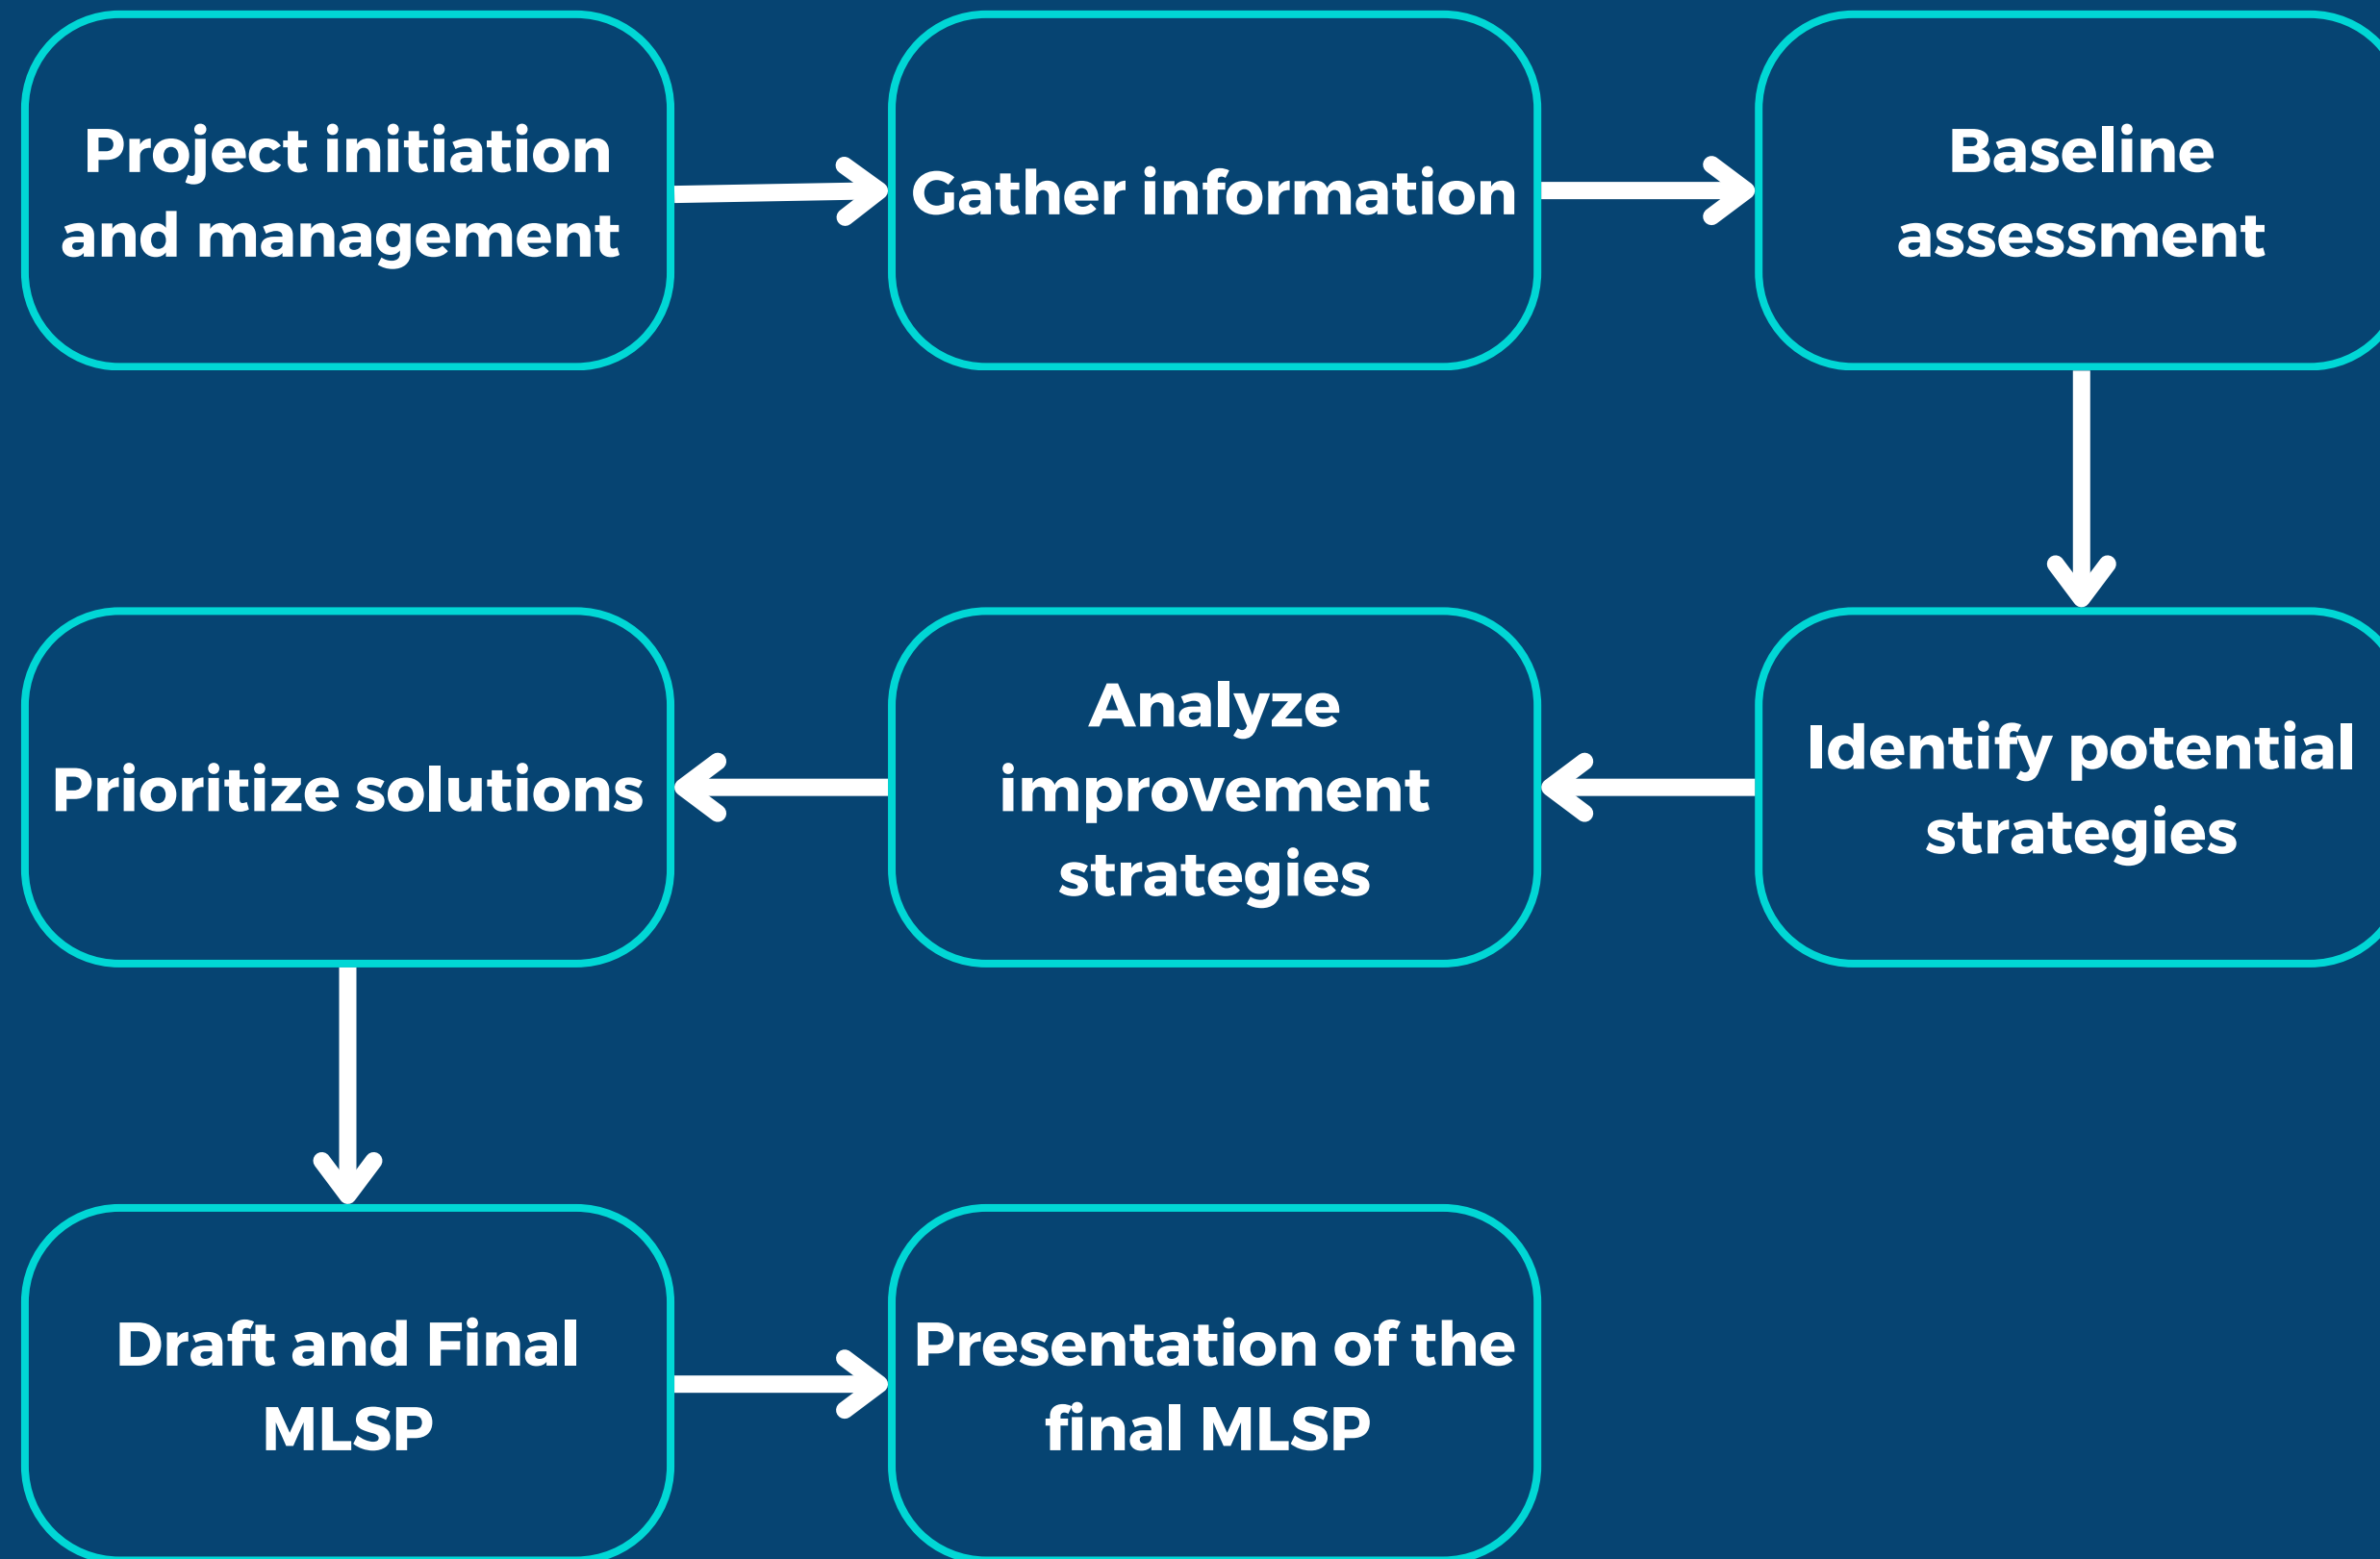 Project initiation
and management
Gather information
Baseline
assessment
Identify potential
strategies
Analyze
improvement
strategies
Prioritize solutions
Draft and Final
MLSP
Presentation of the
final MLSP